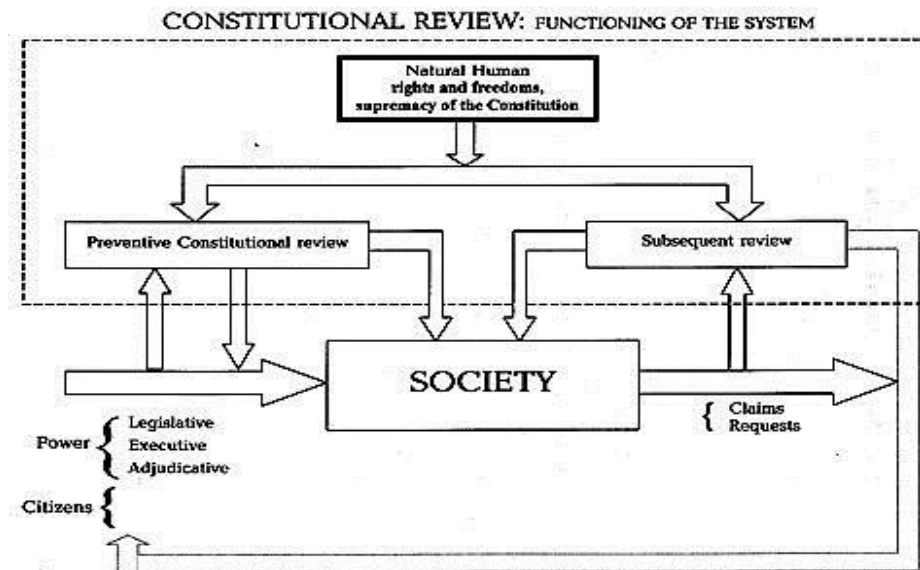 CONSTITUTIONAL REVIEW: FUNCTIONING OF THE SYSTEM
Natural Human
rights and freedoms,
supremacy of the Constitution
Preventive Constitutional review
Subsequent review
SOCIETY
Power
Legislative
Executive
Adjudicative
Claims
Requests
Citizens